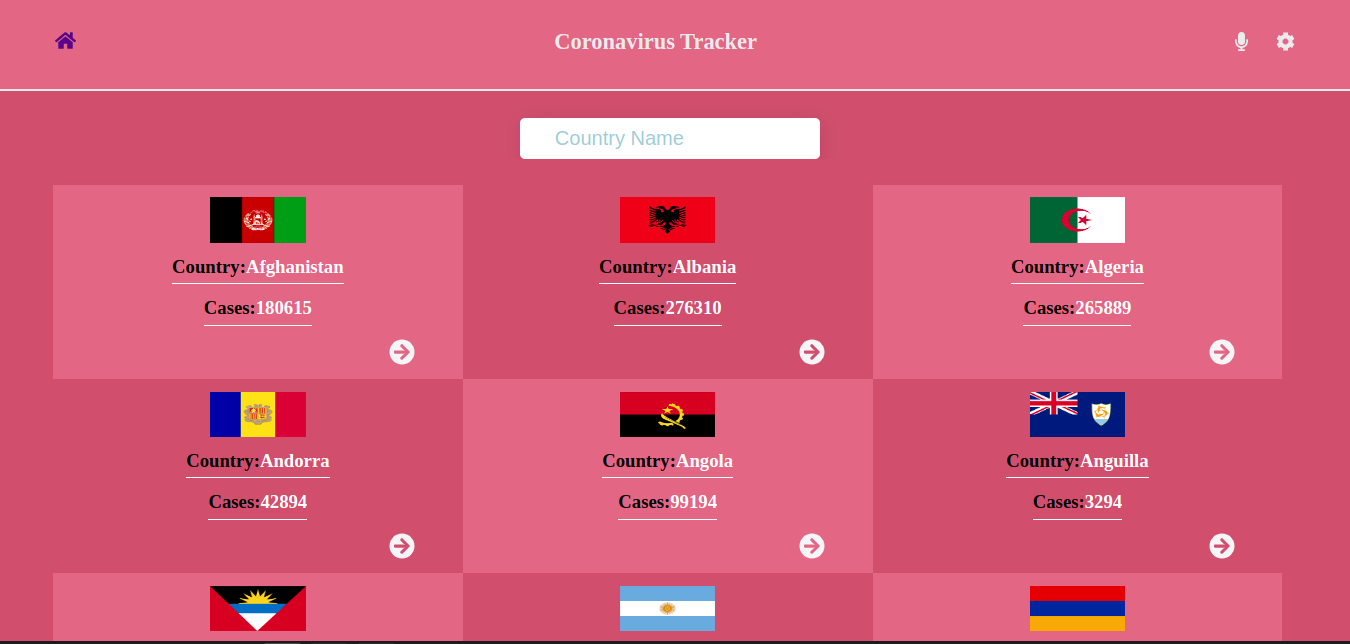 Coronavirus Tracker
Country Name
Country:Afghanistan
Cases:180615
Country:Albania
Cases:276310
Country:Algeria
Cases:265889
Country:Andorra
Cases:42894
Country:Angola
Cases:99194
Country:Anguilla
Cases:3294